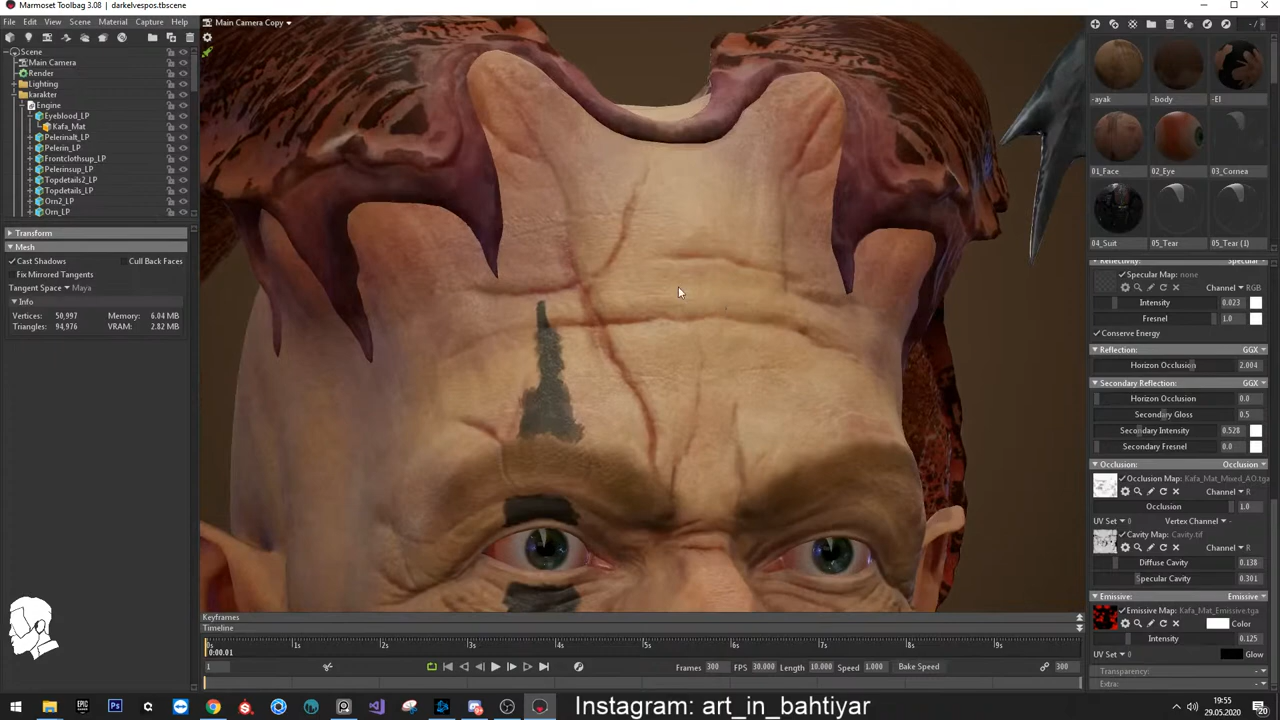 Marmoset Toolbag 3.08 | darkelvespos.tbscene
File Edit View Scene Material Capture Help
Main Camera Copy
Scene
Main Camera
Render
Lighting
karakter
Engine
Eyeblood_LP
Kafa_Mat
Pelerinalt_LP
Pelerin_LP
Frontclothsup_LP
Pelerinsup_LP
Topdetails2_LP
Topdetails_LP
Orn2_LP
Orn_LP
Transform
Mesh
Cast Shadows Cull Back Faces
Fix Mirrored Tangents
Tangent Space Maya
Info
Vertices: 50,997 Memory: 6.04 MB
Triangles: 94,976 VRAM: 2.82 MB
-ayak -body -El
01_Face 02_Eye 03_Cornea
04_Suit 05_Tear 05_Tear (1)
Reflectivity: Specular
Specular Map: none
Channel RGB
Intensity 0.023
Fresnel 1.0
Conserve Energy
Reflection: GGX
Horizon Occlusion 2.004
Secondary Reflection: GGX
Horizon Occlusion 0.0
Secondary Gloss 0.5
Secondary Intensity 0.528
Secondary Fresnel 0.0
Occlusion: Occlusion
Occlusion Map: Kafa_Mat_Mixed_AO.tga
Channel R
Occlusion 1.0
UV Set 0 Vertex Channel -
Cavity Map: Cavity.tif
Channel R
Diffuse Cavity 0.138
Specular Cavity 0.301
Emissive: Emissive
Emissive Map: Kafa_Mat_Emissive.tga
Color
Intensity 0.125
UV Set 0 Glow
Transparency:
Extra:
Keyframes
Timeline
0s 1s 2s 3s 4s 5s 6s 7s 8s 9s
0:00.01
1 Frames 300 FPS 30.000 Length 10.000 Speed 1.000 Bake Speed 300
Instagram: art_in_bahtiyar
19:55
29.05.2020
20